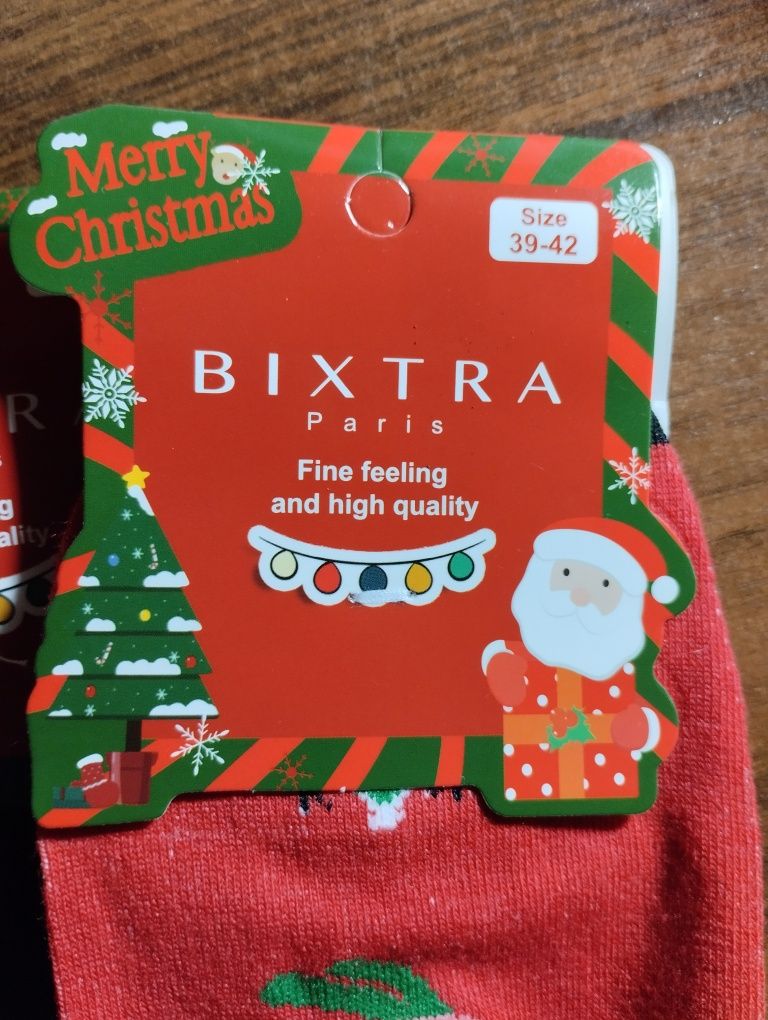 Merry
Christmas
Size
39-42
BIXTRA
Paris
Fine feeling
and high quality